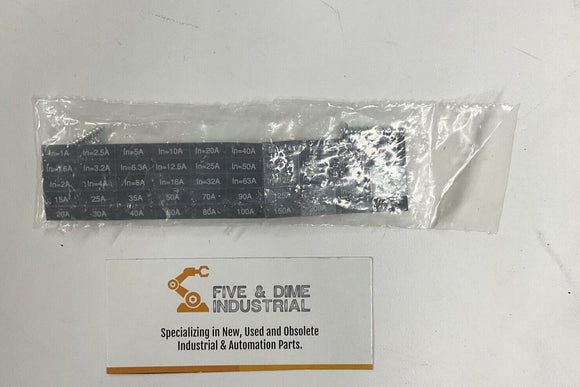 In=1A In=2.5A In=5A In=10A In=20A In=40A
In=1.6A In=3.2A In=6.3A In=12.5A In=25A In=50A
In=2A In=4A In=8A In=16A In=32A In=63A
15A 25A 35A 50A 70A 90A
20A 30A 40A 60A 80A 100A
FIVE & DIME
INDUSTRIAL
Specializing in New, Used and Obsolete
Industrial & Automation Parts.